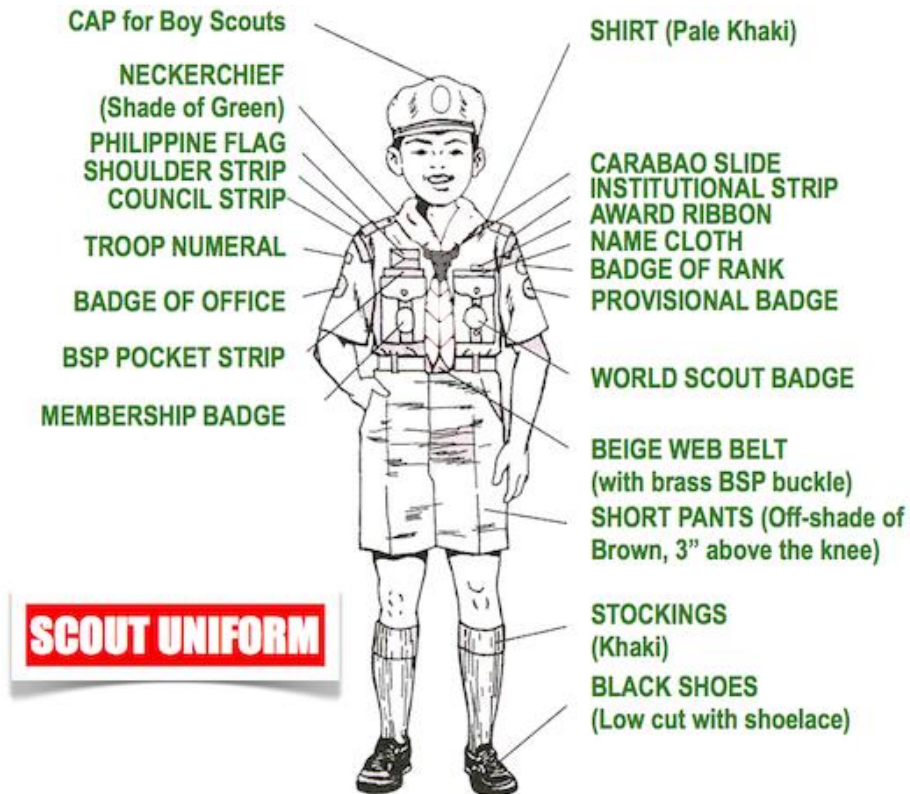 CAP for Boy Scouts
NECKERCHIEF
(Shade of Green)
PHILIPPINE FLAG
SHOULDER STRIP
COUNCIL STRIP
TROOP NUMERAL
BADGE OF OFFICE
BSP POCKET STRIP
MEMBERSHIP BADGE
SCOUT UNIFORM
SHIRT (Pale Khaki)
CARABAO SLIDE
INSTITUTIONAL STRIP
AWARD RIBBON
NAME CLOTH
BADGE OF RANK
PROVISIONAL BADGE
WORLD SCOUT BADGE
BEIGE WEB BELT
(with brass BSP buckle)
SHORT PANTS (Off-shade of
Brown, 3” above the knee)
STOCKINGS
(Khaki)
BLACK SHOES
(Low cut with shoelace)